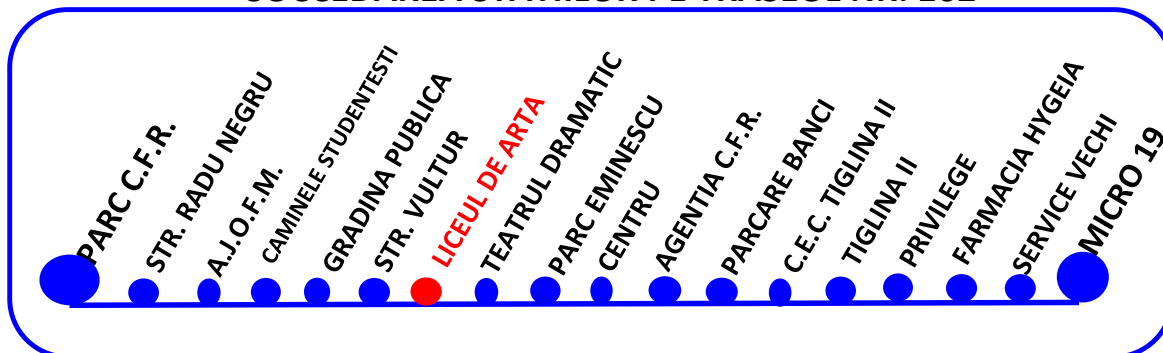 PARC C.F.R.
STR. RADU NEGRU
A.J.O.F.M.
CAMINELE STUDENTESTI
GRADINA PUBLICA
STR. VULTUR
LICEUL DE ARTA
TEATRUL DRAMATIC
PARC EMINESCU
CENTRU
AGENTIA C.F.R.
PARCARE BANCI
C.E.C. TIGLINA II
TIGLINA II
PRIVILEGE
FARMACIA HYGEIA
SERVICE VECHI
MICRO 19